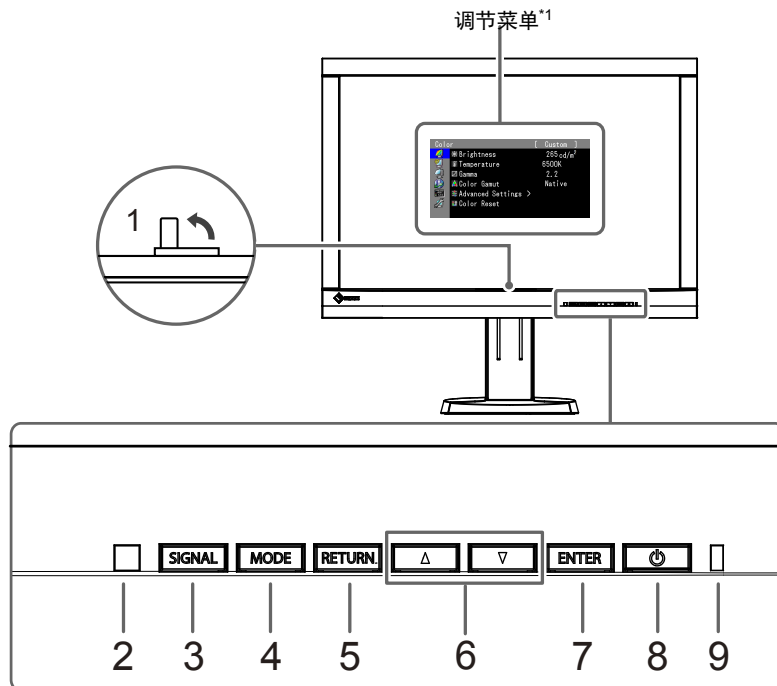 调节菜单*1
Color [ Custom ]
Brightness 265cd/m²
Temperature 6500K
Gamma 2.2
Color Gamut Native
Advanced Settings >
Color Reset
1
SIGNAL MODE RETURN. △ ▽ ENTER
2 3 4 5 6 7 8 9